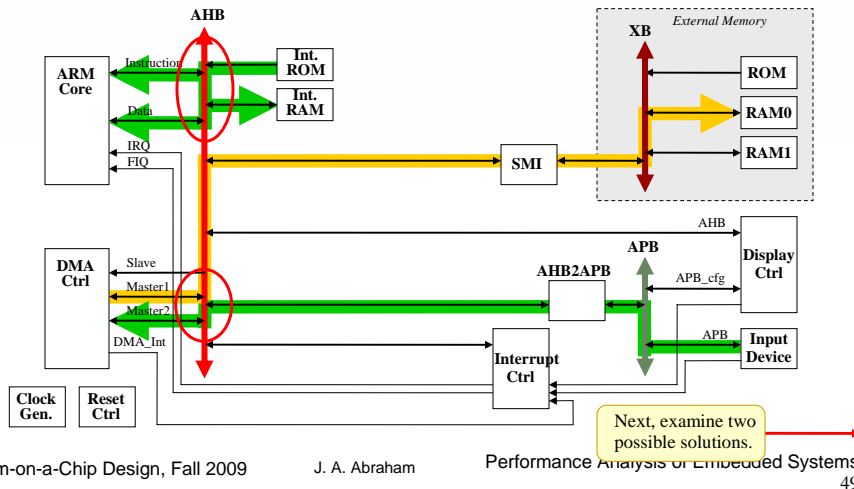 AHB
External Memory
XB
ARM
Core
Instruction
Data
IRQ
FIQ
Int.
ROM
Int.
RAM
ROM
RAM0
RAM1
SMI
AHB
DMA
Ctrl
Slave
Master1
Master2
DMA_Int
AHB2APB
APB
APB_cfg
Display
Ctrl
APB
Input
Device
Interrupt
Ctrl
Clock
Gen.
Reset
Ctrl
Next, examine two
possible solutions.
m-on-a-Chip Design, Fall 2009
J. A. Abraham
Performance Analysis of Embedded Systems
49